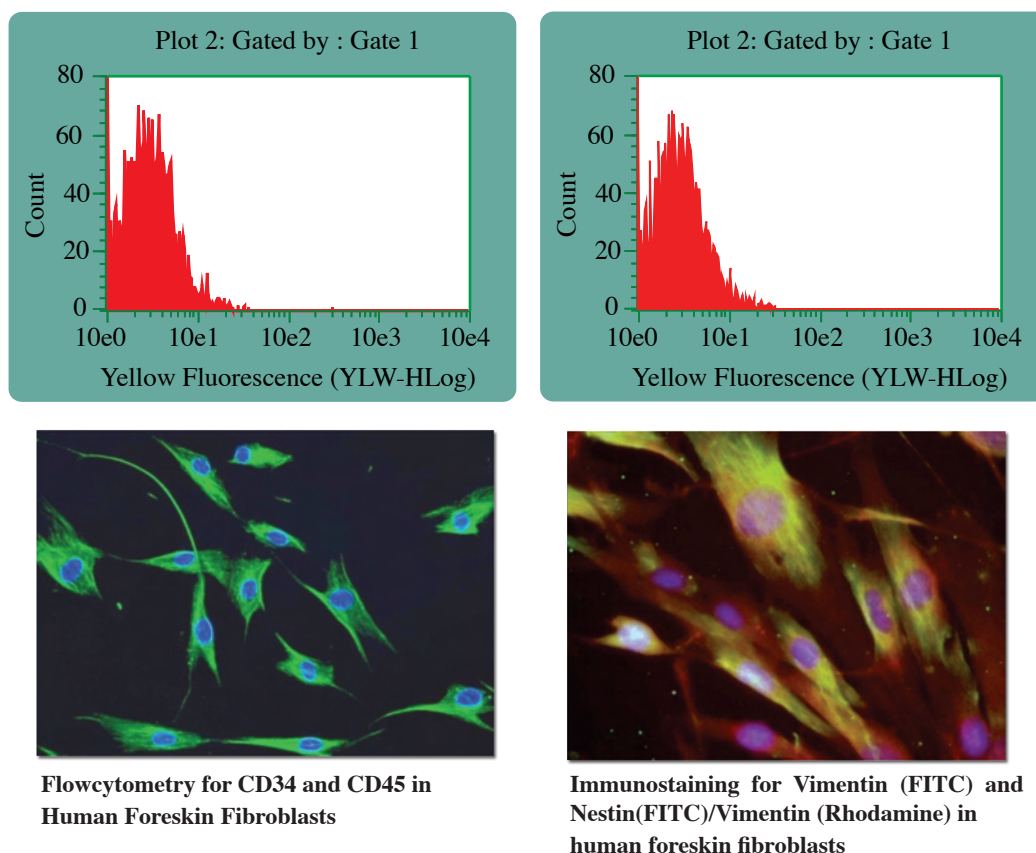 Plot 2: Gated by : Gate 1
80
60
40
20
0
Count
10e0 10e1 10e2 10e3 10e4
Yellow Fluorescence (YLW-HLog)
Plot 2: Gated by : Gate 1
80
60
40
20
0
Count
10e0 10e1 10e2 10e3 10e4
Yellow Fluorescence (YLW-HLog)
Flowcytometry for CD34 and CD45 in
Human Foreskin Fibroblasts
Immunostaining for Vimentin (FITC) and
Nestin(FITC)/Vimentin (Rhodamine) in
human foreskin fibroblasts